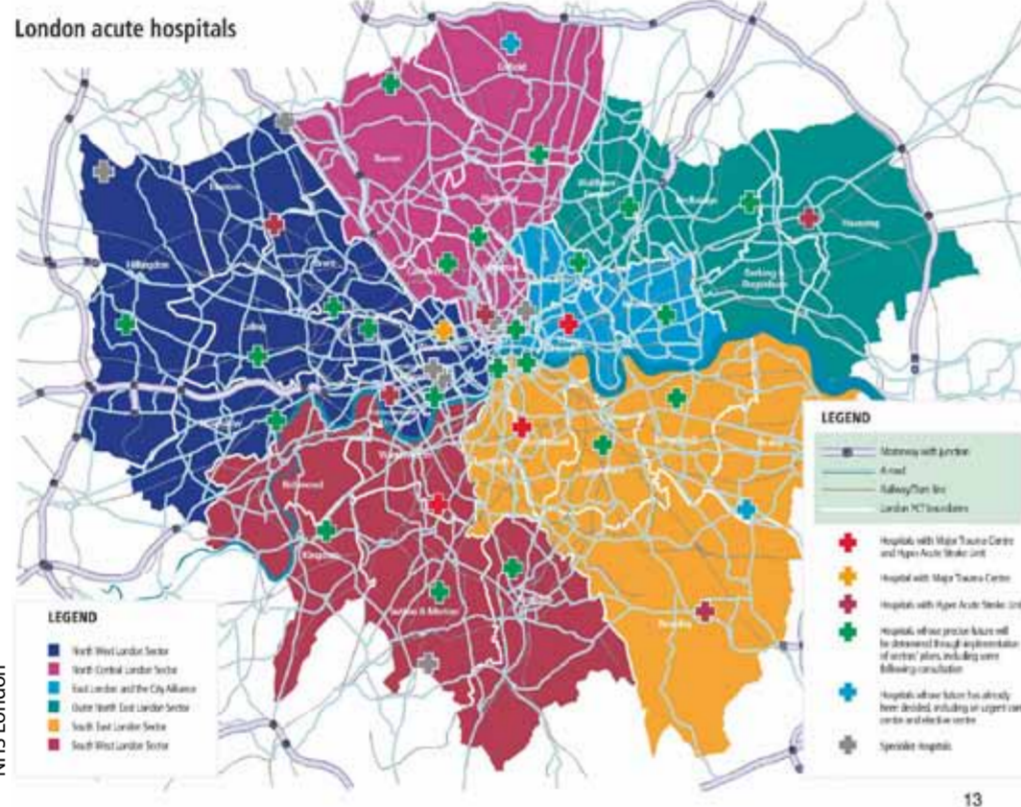 London acute hospitals
Enfield
Barnet
Harrow
Hillingdon
Brent
Ealing
Camden
Waltham
Redbridge
Havering
Barking &
Dagenham
Richmond
Kingston
Sutton & Merton
Bromley
LEGEND
Motorway with junction
A road
Railway/Tram line
London PCT boundaries
Hospitals with Major Trauma Centre
and Hyper Acute Stroke Unit
Hospital with Major Trauma Centre
Hospitals with Hyper Acute Stroke Unit
Hospitals whose precise future will
be determined through implementation
of sectors' plans, including some
following consultation
Hospitals whose future has already
been decided, including an urgent care
centre and elective centre
Specialist Hospitals
LEGEND
North West London Sector
North Central London Sector
East London and the City Alliance
Outer North East London Sector
South East London Sector
South West London Sector
NHS London
13